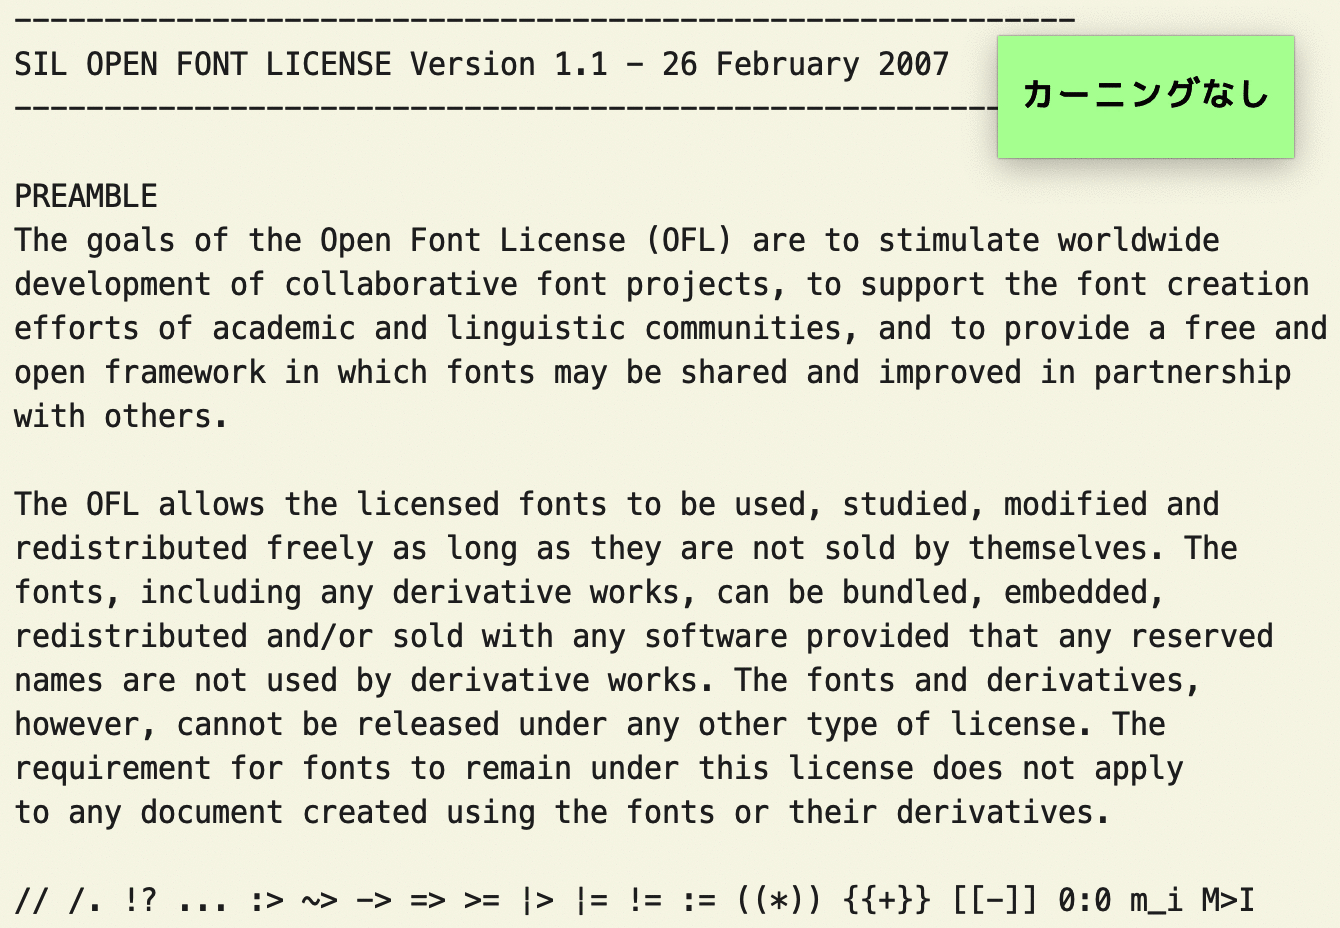 -----------------------------------------------------------
SIL OPEN FONT LICENSE Version 1.1 - 26 February 2007
-----------------------------------------------------------
カーニングなし
PREAMBLE
The goals of the Open Font License (OFL) are to stimulate worldwide
development of collaborative font projects, to support the font creation
efforts of academic and linguistic communities, and to provide a free and
open framework in which fonts may be shared and improved in partnership
with others.

The OFL allows the licensed fonts to be used, studied, modified and
redistributed freely as long as they are not sold by themselves. The
fonts, including any derivative works, can be bundled, embedded,
redistributed and/or sold with any software provided that any reserved
names are not used by derivative works. The fonts and derivatives,
however, cannot be released under any other type of license. The
requirement for fonts to remain under this license does not apply
to any document created using the fonts or their derivatives.

// /. !? ... :> ~> -> => >= |> |= != := ((*)) {{+}} [[-]] 0:0 m_i M>I